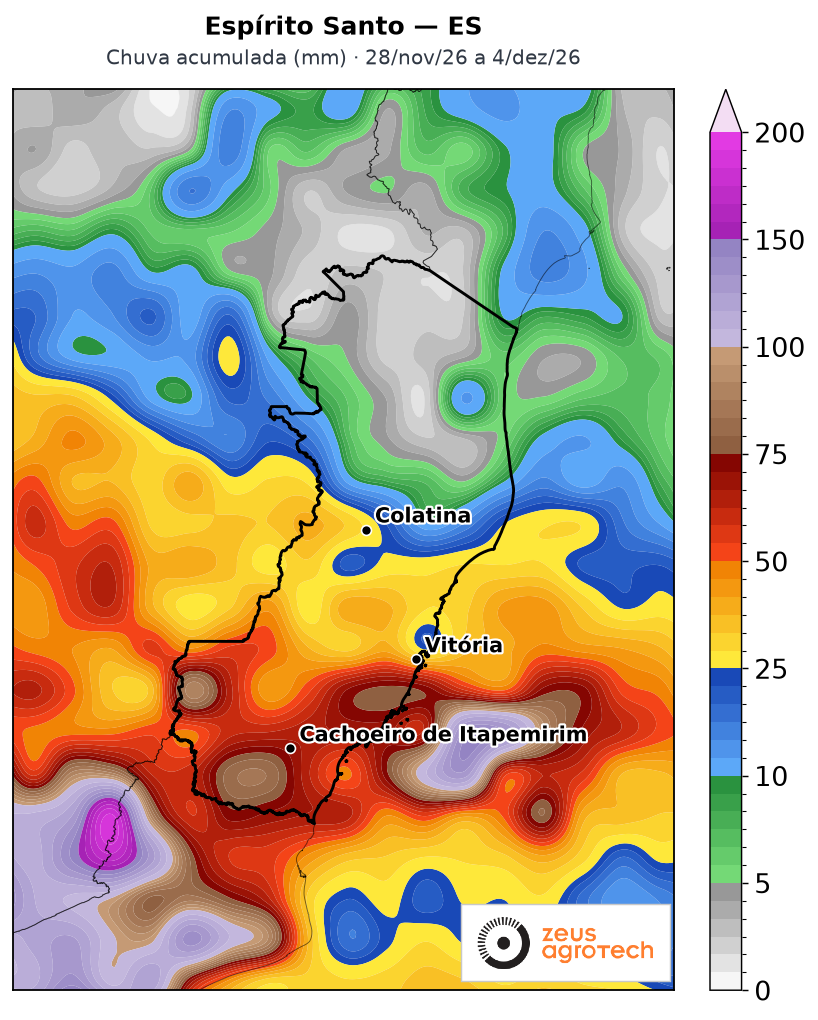 Espírito Santo — ES
Chuva acumulada (mm) · 28/nov/26 a 4/dez/26
Colatina
Vitória
Cachoeiro de Itapemirim
200
150
100
75
50
25
10
5
0
zeus
agrotech